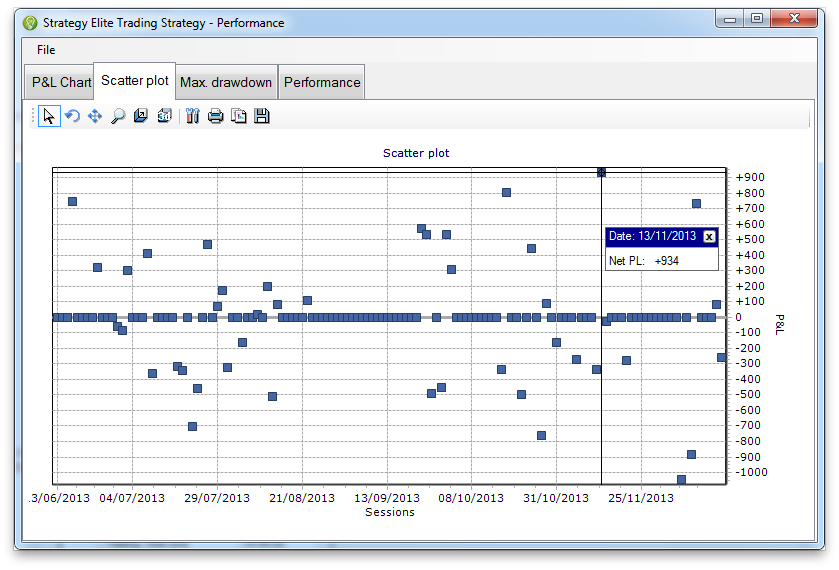 Strategy Elite Trading Strategy - Performance
File
P&L Chart Scatter plot Max. drawdown Performance
Scatter plot
+900
+800
+700
+600
+500
+400
+300
+200
+100
0
-100
-200
-300
-400
-500
-600
-700
-800
-900
-1000
P&L
Date: 13/11/2013 x
Net PL: +934
.3/06/2013 04/07/2013 29/07/2013 21/08/2013 13/09/2013 08/10/2013 31/10/2013 25/11/2013
Sessions